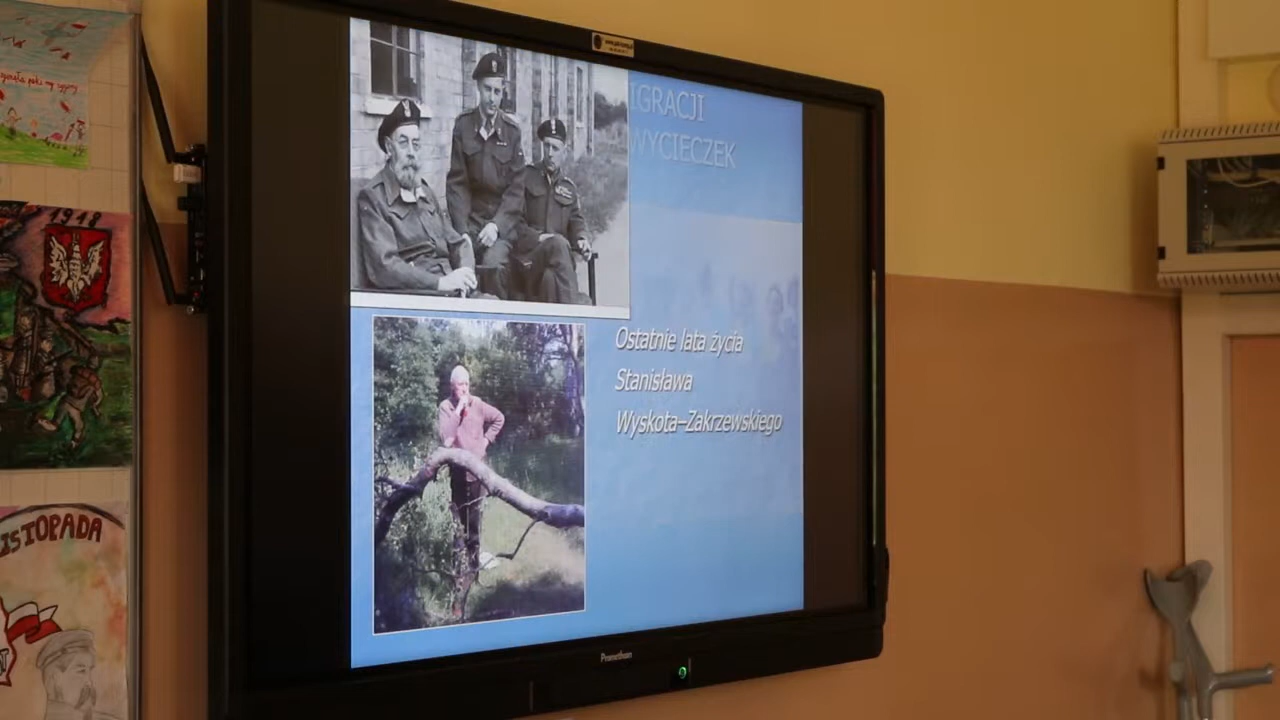 1918
ISTOPADA
IGRACJI
WYCIECZEK
Ostatnie lata życia
Stanisława
Wyskota-Zakrzewskiego
Promethean